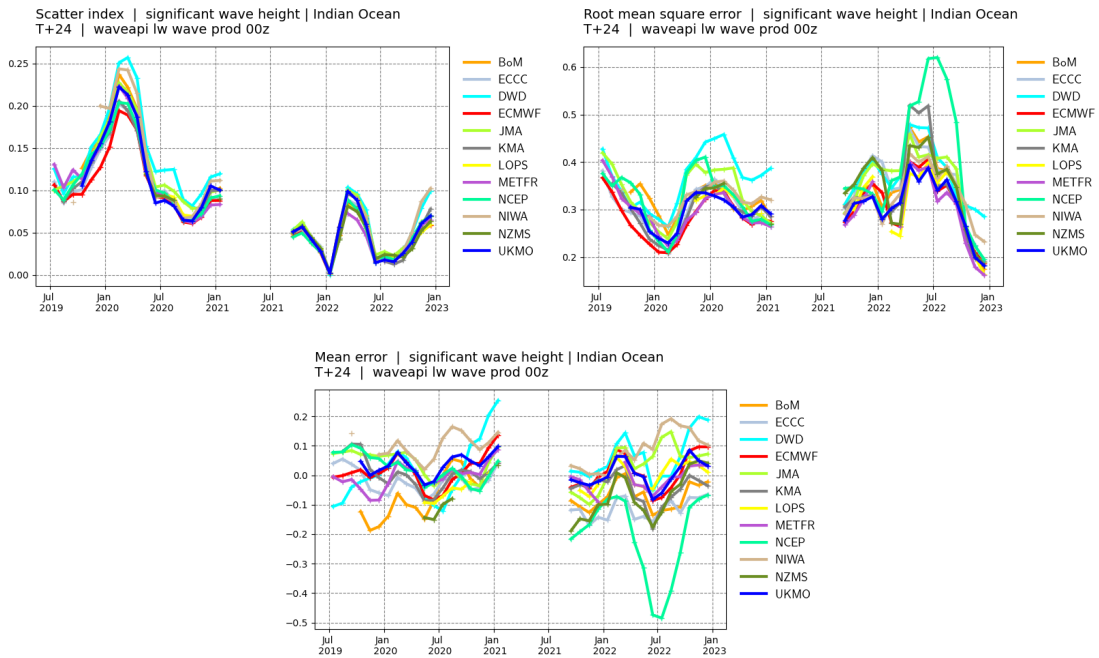 Scatter index | significant wave height | Indian Ocean
T+24 | waveapi lw wave prod 00z
0.25
0.20
0.15
0.10
0.05
0.00
Jul Jan Jul Jan Jul Jan Jul Jan
2019 2020 2020 2021 2021 2022 2022 2023
BoM
ECCC
DWD
ECMWF
JMA
KMA
LOPS
METFR
NCEP
NIWA
NZMS
UKMO
Root mean square error | significant wave height | Indian Ocean
T+24 | waveapi lw wave prod 00z
0.6
0.5
0.4
0.3
0.2
Jul Jan Jul Jan Jul Jan Jul Jan
2019 2020 2020 2021 2021 2022 2022 2023
BoM
ECCC
DWD
ECMWF
JMA
KMA
LOPS
METFR
NCEP
NIWA
NZMS
UKMO
Mean error | significant wave height | Indian Ocean
T+24 | waveapi lw wave prod 00z
0.2
0.1
0.0
−0.1
−0.2
−0.3
−0.4
−0.5
Jul Jan Jul Jan Jul Jan Jul Jan
2019 2020 2020 2021 2021 2022 2022 2023
BoM
ECCC
DWD
ECMWF
JMA
KMA
LOPS
METFR
NCEP
NIWA
NZMS
UKMO